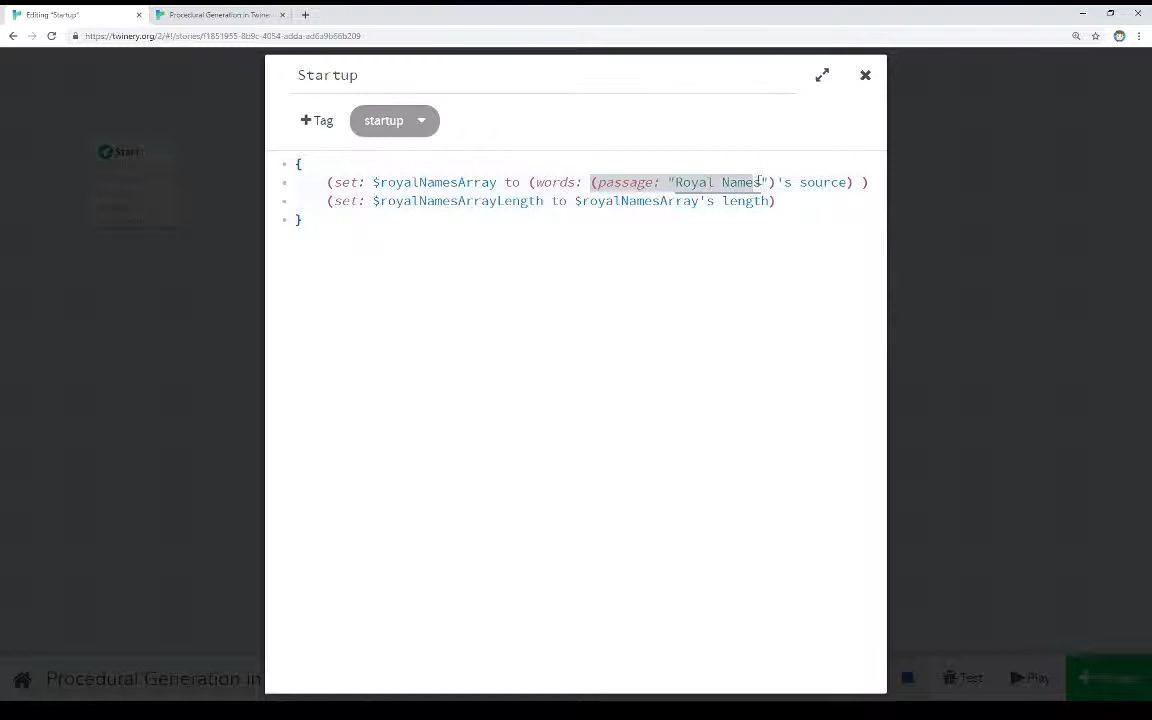 Editing "Startup"
Procedural Generation in Twine
https://twinery.org/2/#!/stories/f1851955-8b9c-4054-adda-ad6a9b66b209
Startup
+Tag
startup
Start
{
(set: $royalNamesArray to (words: (passage: "Royal Names")'s source) )
(set: $royalNamesArrayLength to $royalNamesArray's length)
}
Procedural Generation in
Test
Play